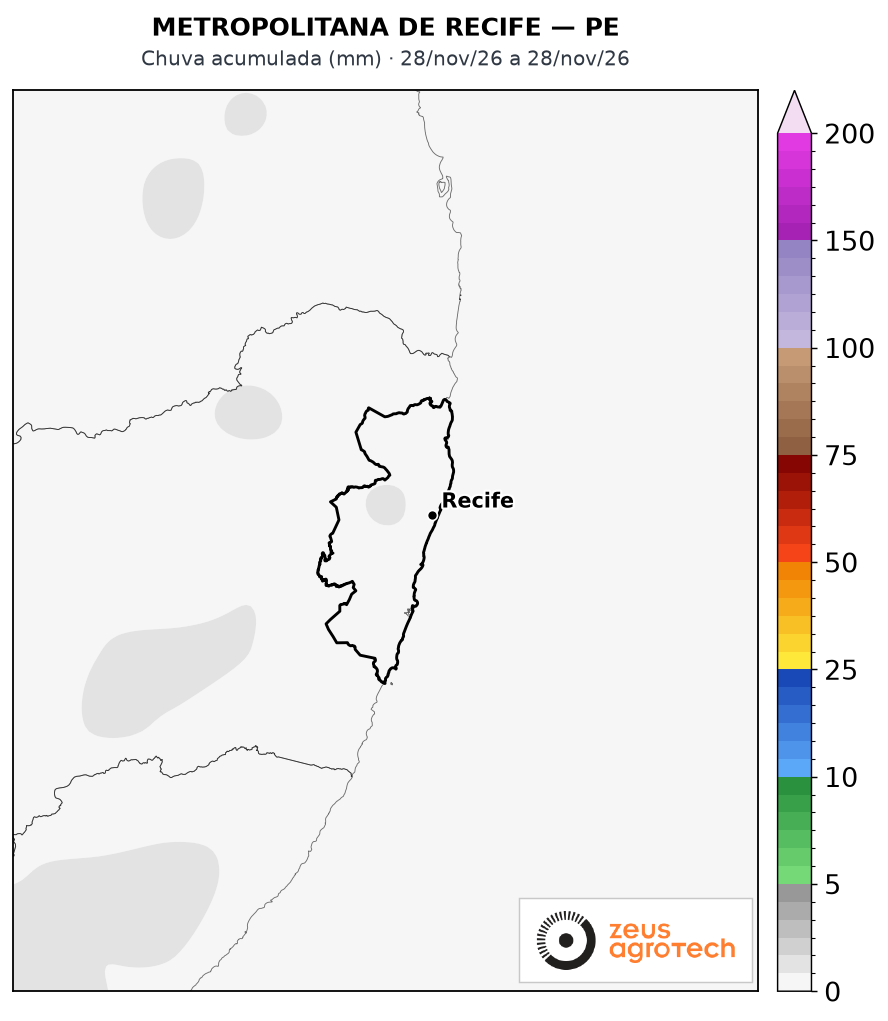 METROPOLITANA DE RECIFE — PE
Chuva acumulada (mm) · 28/nov/26 a 28/nov/26
200
150
100
75
50
25
10
5
0
Recife
zeus
agrotech